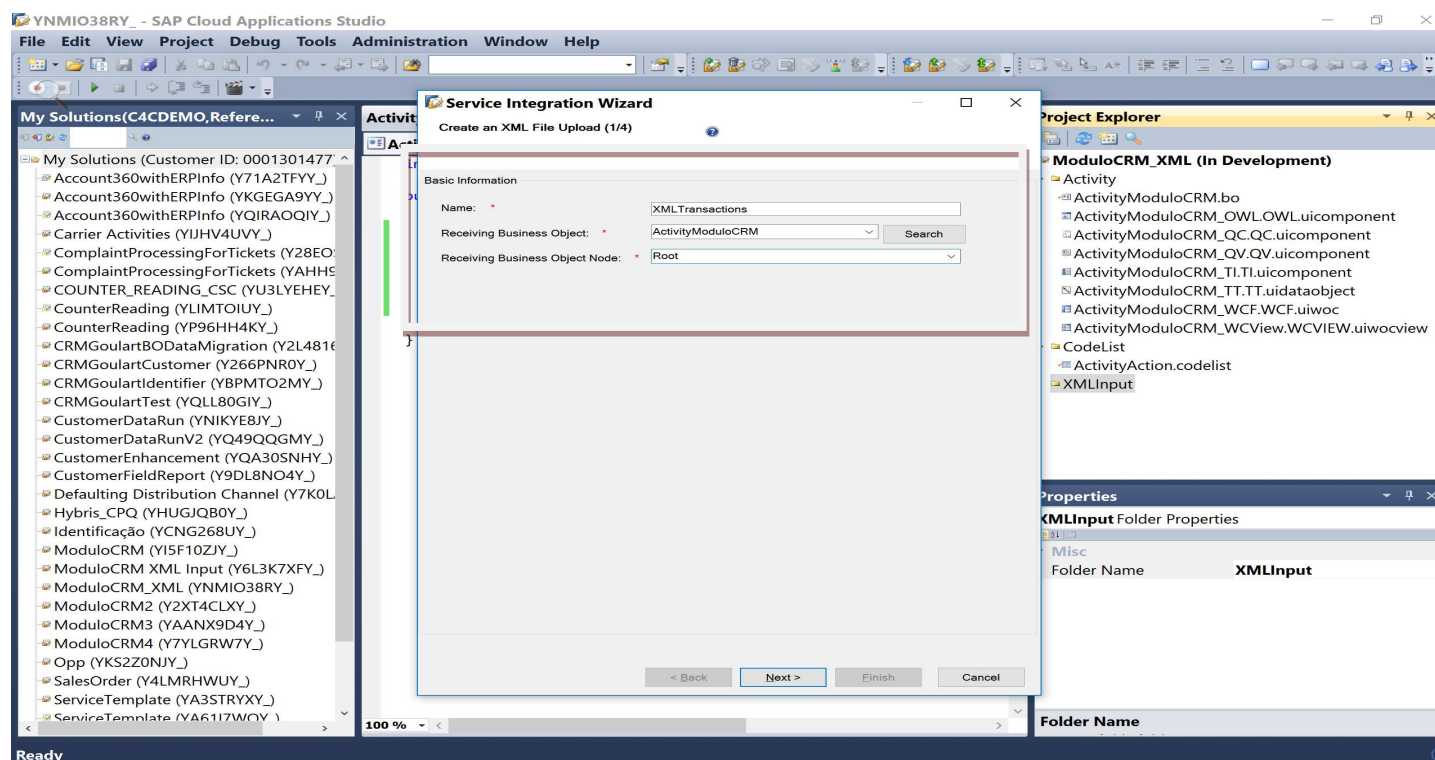 YNMIO38RY_ - SAP Cloud Applications Studio
File Edit View Project Debug Tools Administration Window Help
My Solutions(C4CDEMO,Refere...
My Solutions (Customer ID: 0001301477)
Account360withERPInfo (Y71A2TFYY_)
Account360withERPInfo (YKGEGA9YY_)
Account360withERPInfo (YQIRAOQIY_)
Carrier Activities (YIJHV4UVY_)
ComplaintProcessingForTickets (Y28EO
ComplaintProcessingForTickets (YAHH9
COUNTER_READING_CSC (YU3LYEHEY_
CounterReading (YLIMTOIUY_)
CounterReading (YP96HH4KY_)
CRMGoulartBODataMigration (Y2L4816
CRMGoulartCustomer (Y266PNR0Y_)
CRMGoulartIdentifier (YBPMTO2MY_)
CRMGoulartTest (YQLL80GIY_)
CustomerDataRun (YNIKYE8JY_)
CustomerDataRunV2 (YQ49QQGMY_)
CustomerEnhancement (YQA30SNHY_)
CustomerFieldReport (Y9DL8NO4Y_)
Defaulting Distribution Channel (Y7K0L
Hybris_CPQ (YHUGJQB0Y_)
Identificação (YCNG268UY_)
ModuloCRM (YI5F10ZJY_)
ModuloCRM XML Input (Y6L3K7XFY_)
ModuloCRM_XML (YNMIO38RY_)
ModuloCRM2 (Y2XT4CLXY_)
ModuloCRM3 (YAANX9D4Y_)
ModuloCRM4 (Y7YLGRW7Y_)
Opp (YKS2Z0NJY_)
SalesOrder (Y4LMRHWUY_)
ServiceTemplate (YA3STRYXY_)
ServiceTemplate (YA61I7WOY_)
Activit
}
100 %
Service Integration Wizard
Create an XML File Upload (1/4)
Basic Information
Name: * XMLTransactions
Receiving Business Object: * ActivityModuloCRM Search
Receiving Business Object Node: * Root
< Back Next > Finish Cancel
Project Explorer
ModuloCRM_XML (In Development)
Activity
ActivityModuloCRM.bo
ActivityModuloCRM_OWL.OWL.uicomponent
ActivityModuloCRM_QC.QC.uicomponent
ActivityModuloCRM_QV.QV.uicomponent
ActivityModuloCRM_TI.TI.uicomponent
ActivityModuloCRM_TT.TT.uidataobject
ActivityModuloCRM_WCF.WCF.uiwoc
ActivityModuloCRM_WCView.WCVIEW.uiwocview
CodeList
ActivityAction.codelist
XMLInput
Properties
XMLInput Folder Properties
Misc
Folder Name XMLInput
Folder Name
Ready